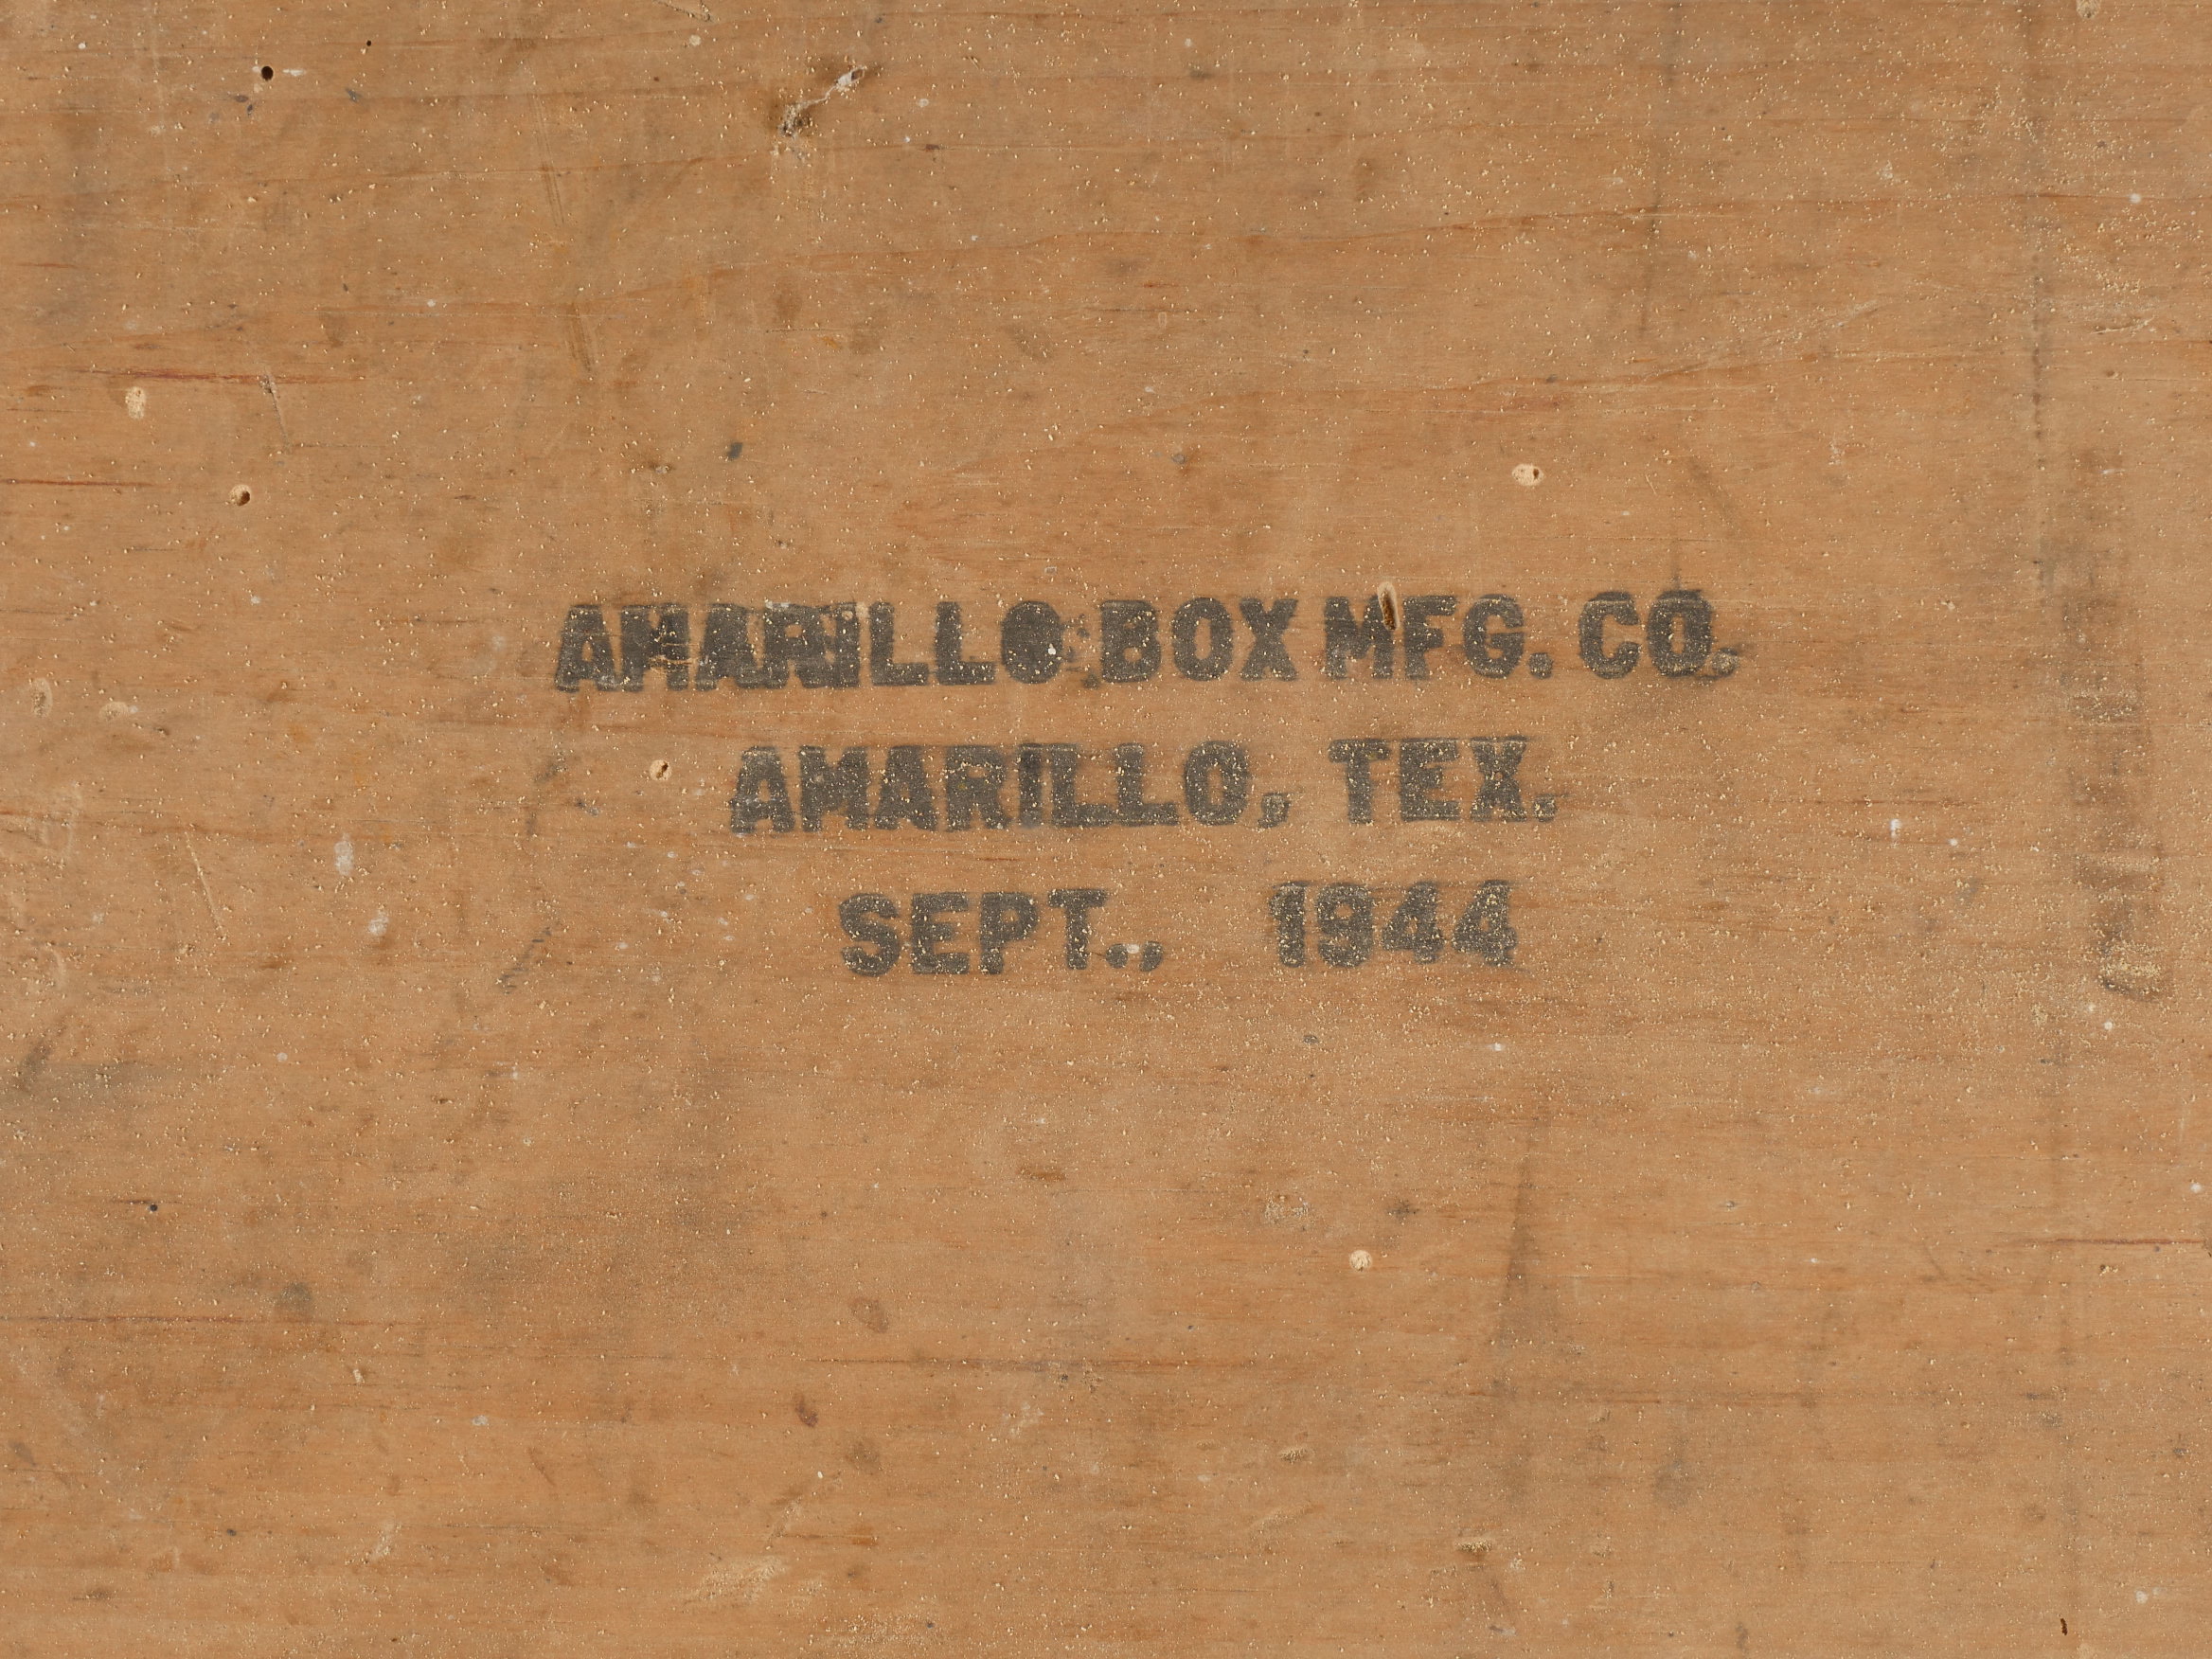 AMARILLO BOX MFG. CO.
AMARILLO, TEX.
SEPT., 1944